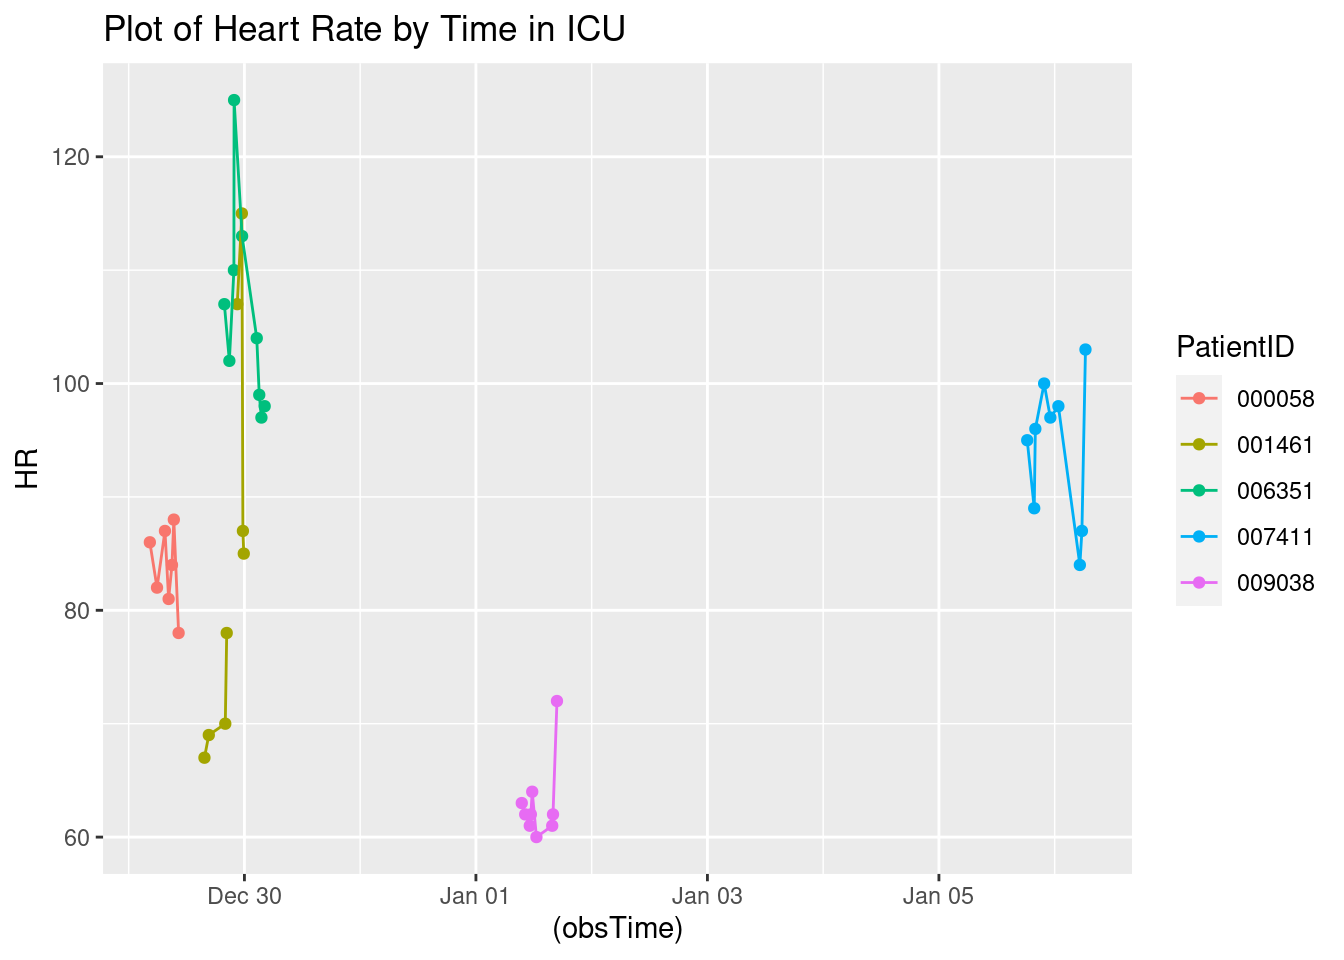 Plot of Heart Rate by Time in ICU
120
100
80
60
HR
Dec 30
Jan 01
Jan 03
Jan 05
(obsTime)
PatientID
000058
001461
006351
007411
009038